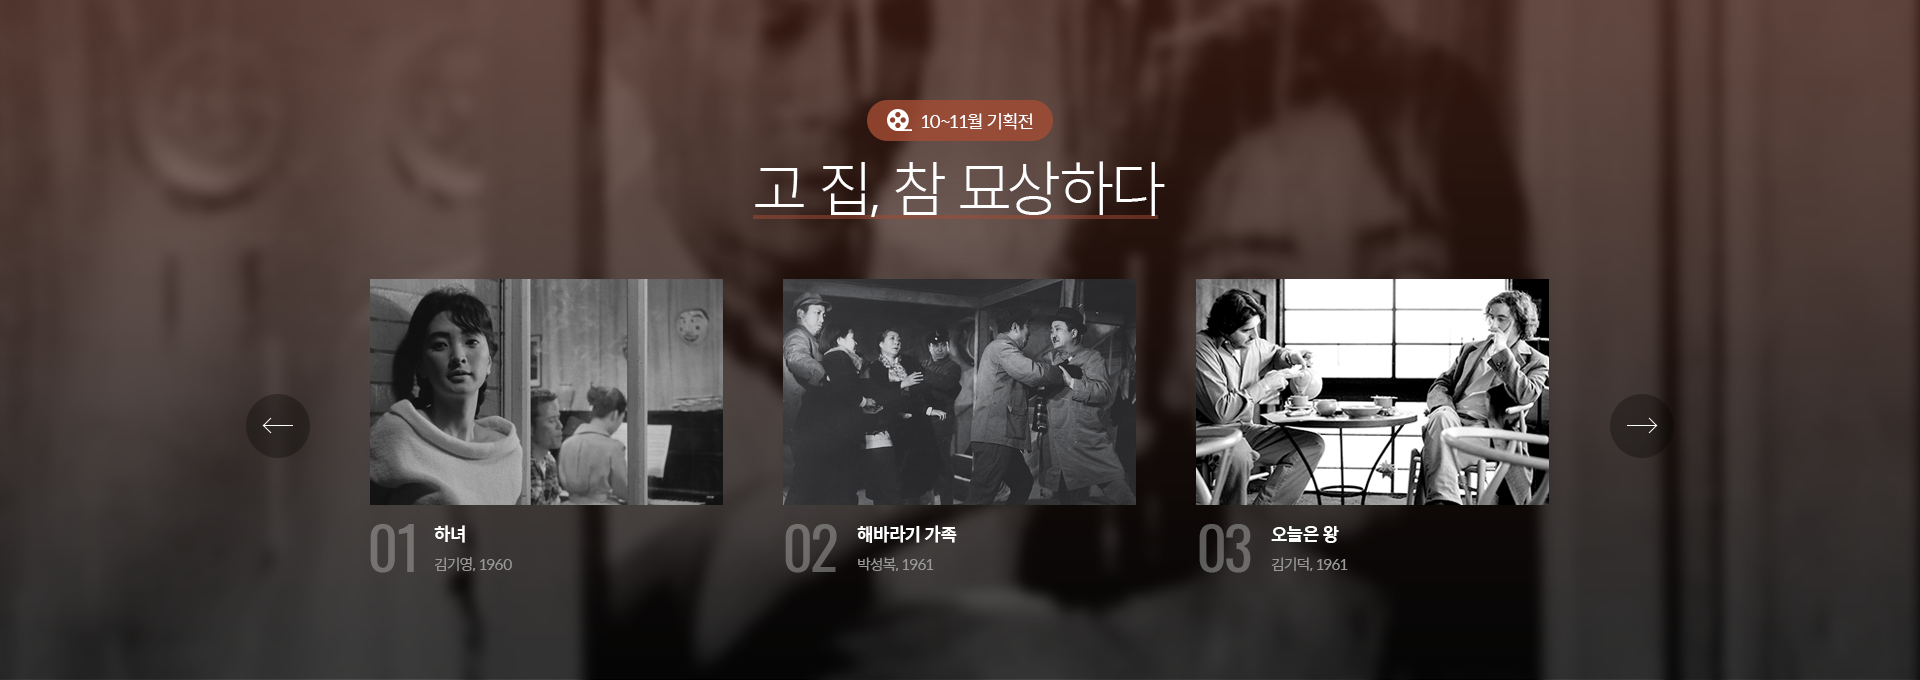 10~11월 기획전
고 집, 참 묘상하다
01
하녀
김기영, 1960
02
해바라기 가족
박성복, 1961
03
오늘은 왕
김기덕, 1961